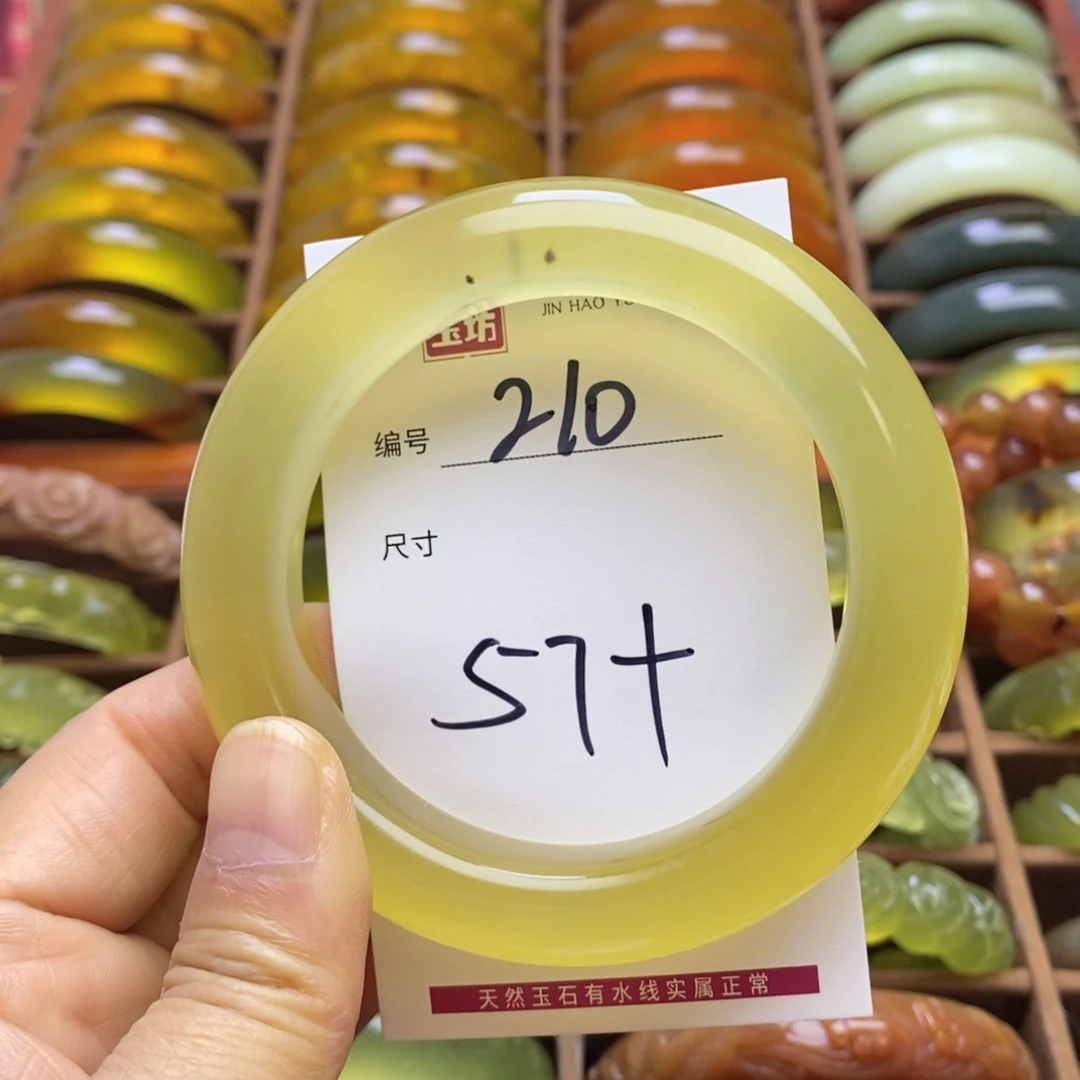 玉坊
JIN HAO
编号 210
尺寸
57+
天然玉石有水线实属正常